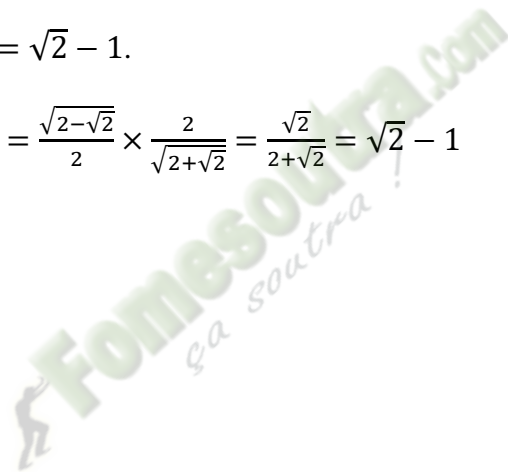 = √2 − 1.
= √(2−√2)/2 × 2/√(2+√2) = √2/(2+√2) = √2 − 1
Fomesoutra.com
ça soutra !